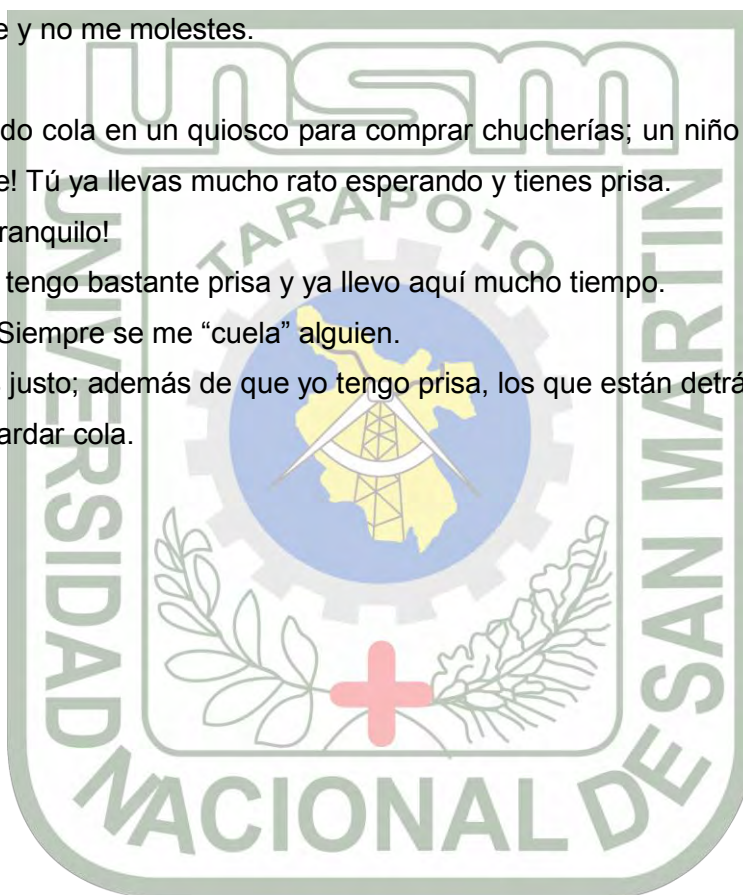 e y no me molestes.
do cola en un quiosco para comprar chucherías; un niño
e! Tú ya llevas mucho rato esperando y tienes prisa.
ranquilo!
tengo bastante prisa y ya llevo aquí mucho tiempo.
Siempre se me “cuela” alguien.
justo; además de que yo tengo prisa, los que están detrá
ardar cola.
unsm
TARAPOTO
UNIVERSIDAD NACIONAL DE SAN MARTIN